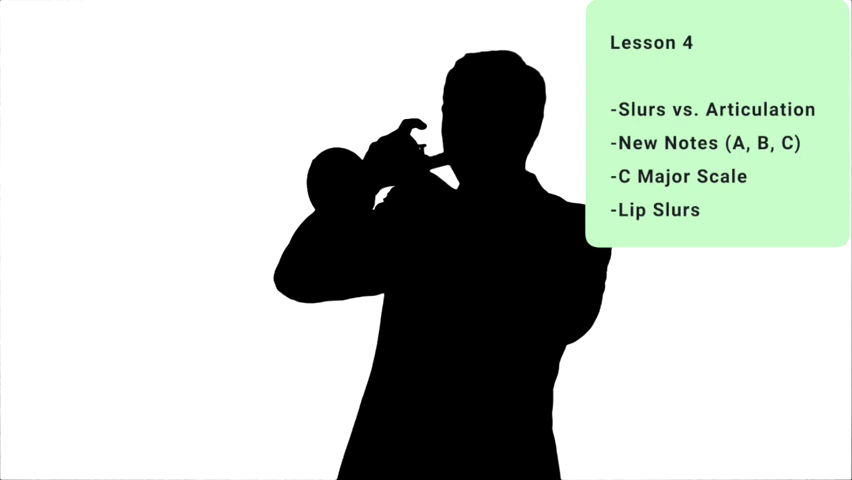 Lesson 4
-Slurs vs. Articulation
-New Notes (A, B, C)
-C Major Scale
-Lip Slurs